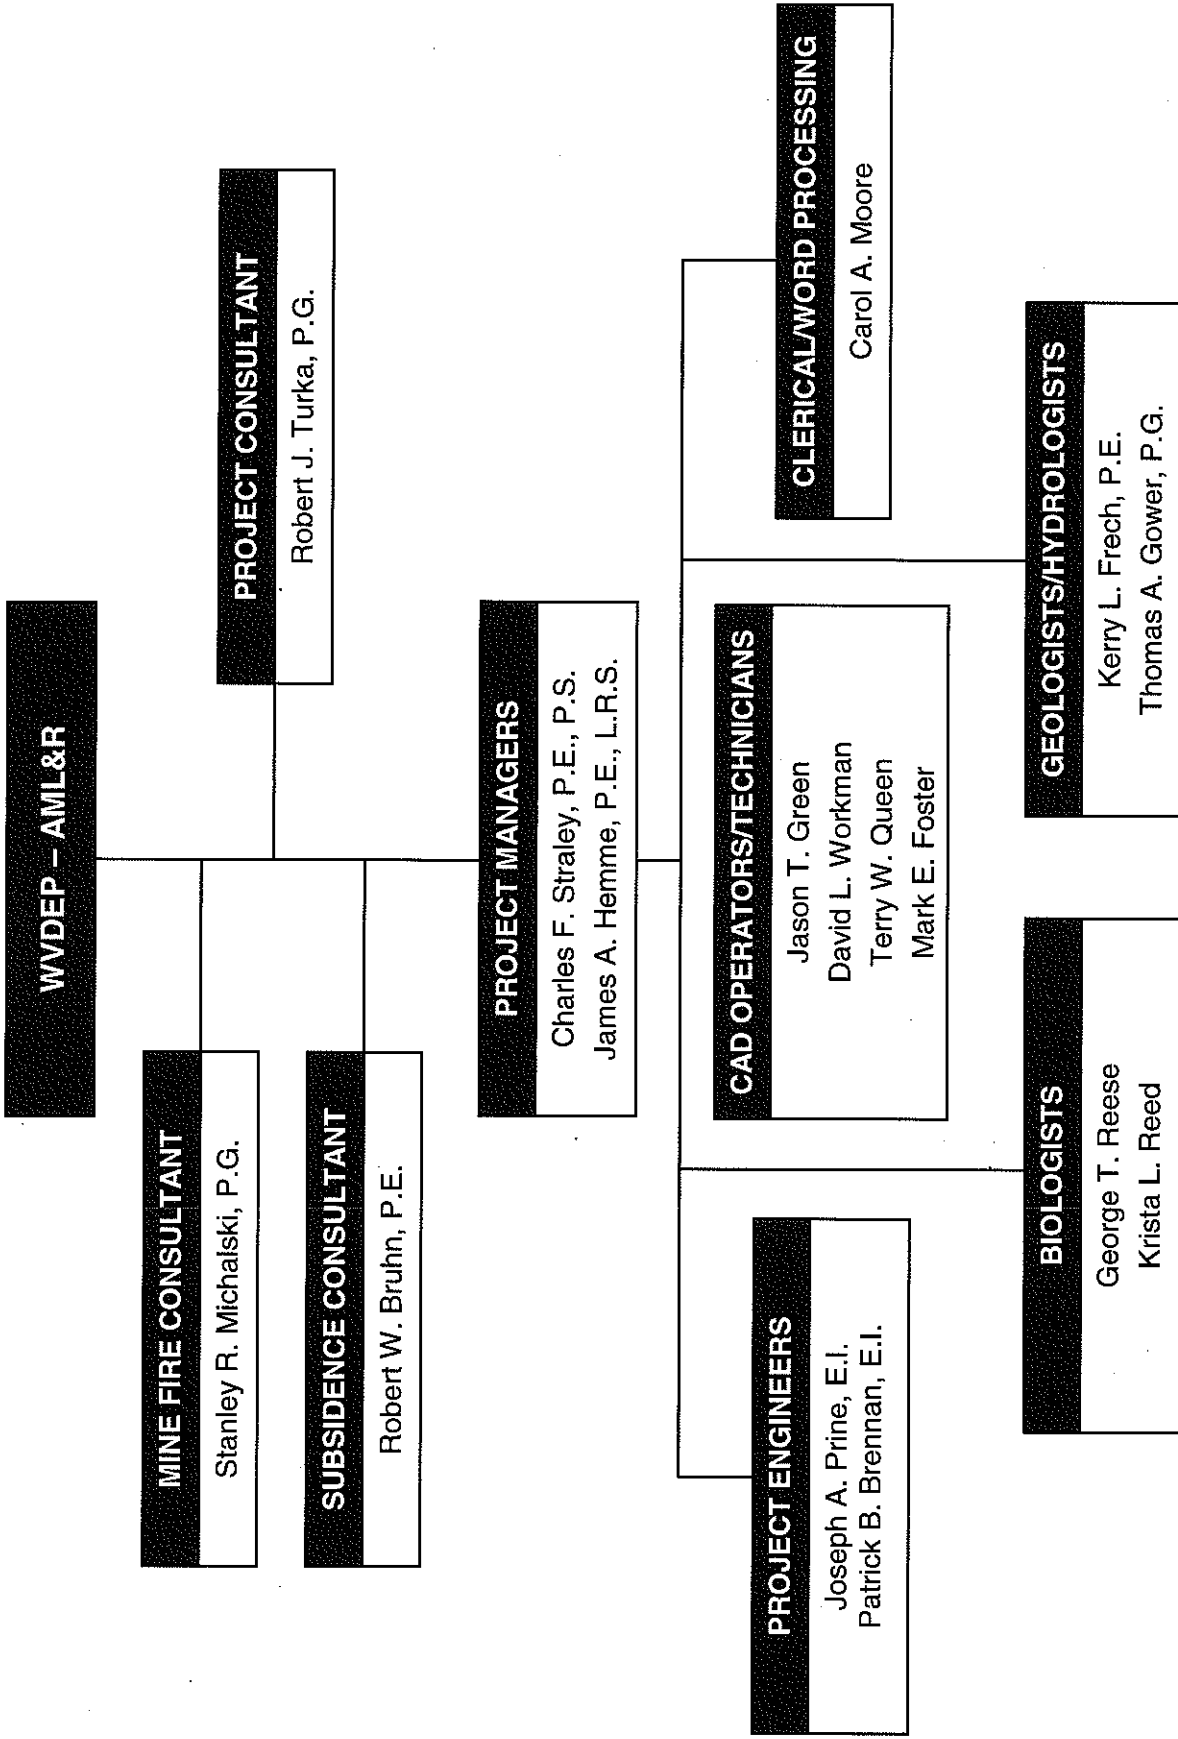 WVDEP – AML&R
MINE FIRE CONSULTANT
Stanley R. Michalski, P.G.
PROJECT CONSULTANT
Robert J. Turka, P.G.
SUBSIDENCE CONSULTANT
Robert W. Bruhn, P.E.
PROJECT MANAGERS
Charles F. Straley, P.E., P.S.
James A. Hemme, P.E., L.R.S.
PROJECT ENGINEERS
Joseph A. Prine, E.I.
Patrick B. Brennan, E.I.
CAD OPERATORS/TECHNICIANS
Jason T. Green
David L. Workman
Terry W. Queen
Mark E. Foster
CLERICAL/WORD PROCESSING
Carol A. Moore
BIOLOGISTS
George T. Reese
Krista L. Reed
GEOLOGISTS/HYDROLOGISTS
Kerry L. Frech, P.E.
Thomas A. Gower, P.G.